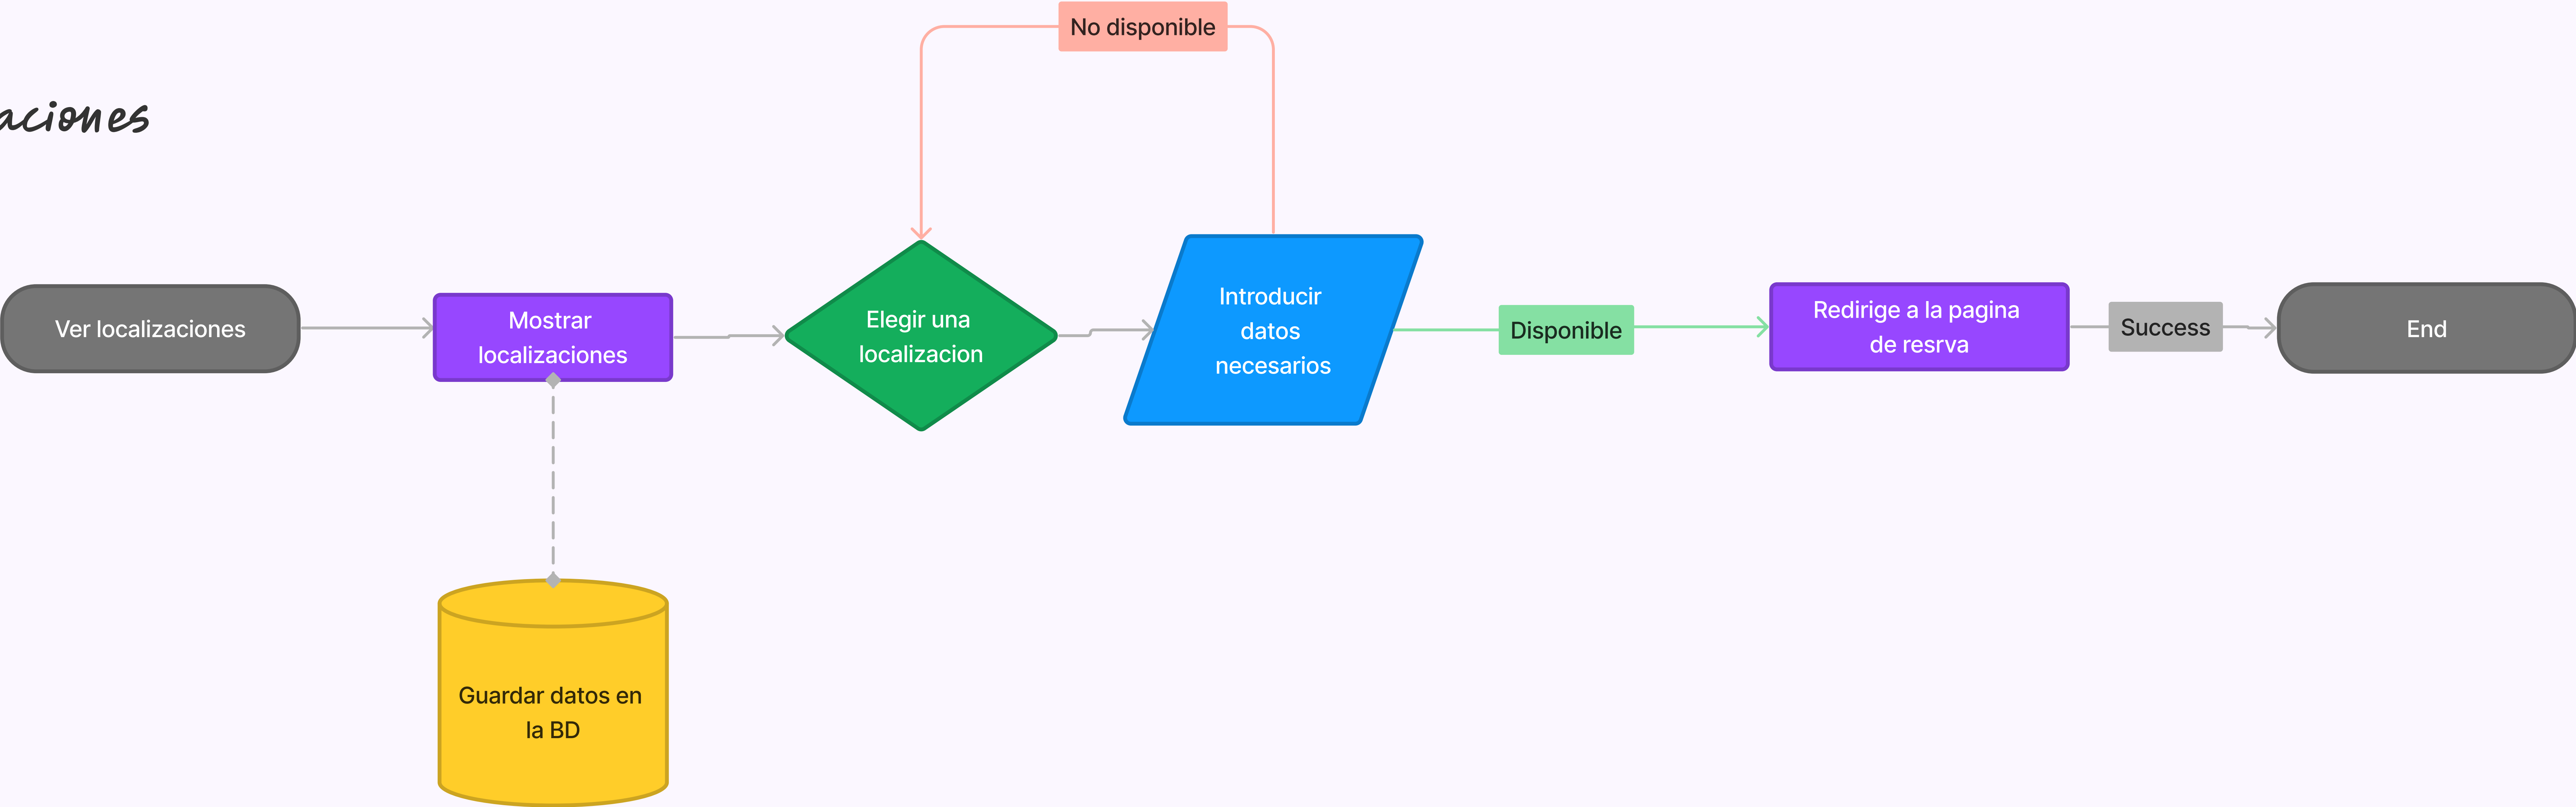 No disponible
aciones
Ver localizaciones
Mostrar
localizaciones
Elegir una
localizacion
Introducir
datos
necesarios
Disponible
Redirige a la pagina
de resrva
Success
End
Guardar datos en
la BD